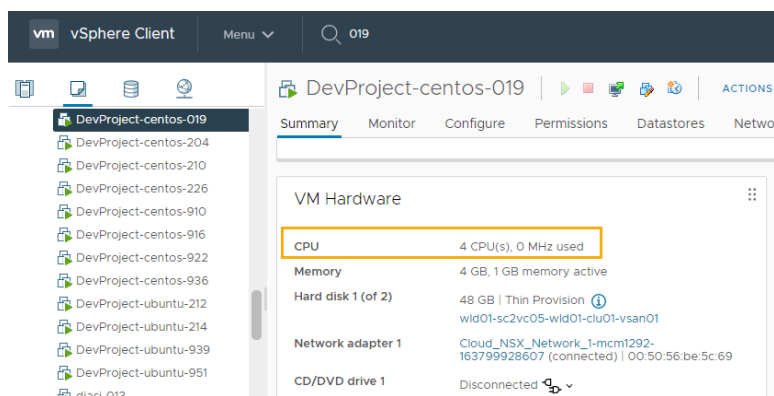 vm vSphere Client Menu 019
DevProject-centos-019
DevProject-centos-204
DevProject-centos-210
DevProject-centos-226
DevProject-centos-910
DevProject-centos-916
DevProject-centos-922
DevProject-centos-936
DevProject-ubuntu-212
DevProject-ubuntu-214
DevProject-ubuntu-939
DevProject-ubuntu-951
diasi-013
DevProject-centos-019 ACTIONS
Summary Monitor Configure Permissions Datastores Netwo
VM Hardware
CPU 4 CPU(s), 0 MHz used
Memory 4 GB, 1 GB memory active
Hard disk 1 (of 2) 48 GB | Thin Provision
wld01-sc2vc05-wld01-clu01-vsan01
Network adapter 1 Cloud_NSX_Network_1-mcm1292-
163799928607 (connected) | 00:50:56:be:5c:69
CD/DVD drive 1 Disconnected